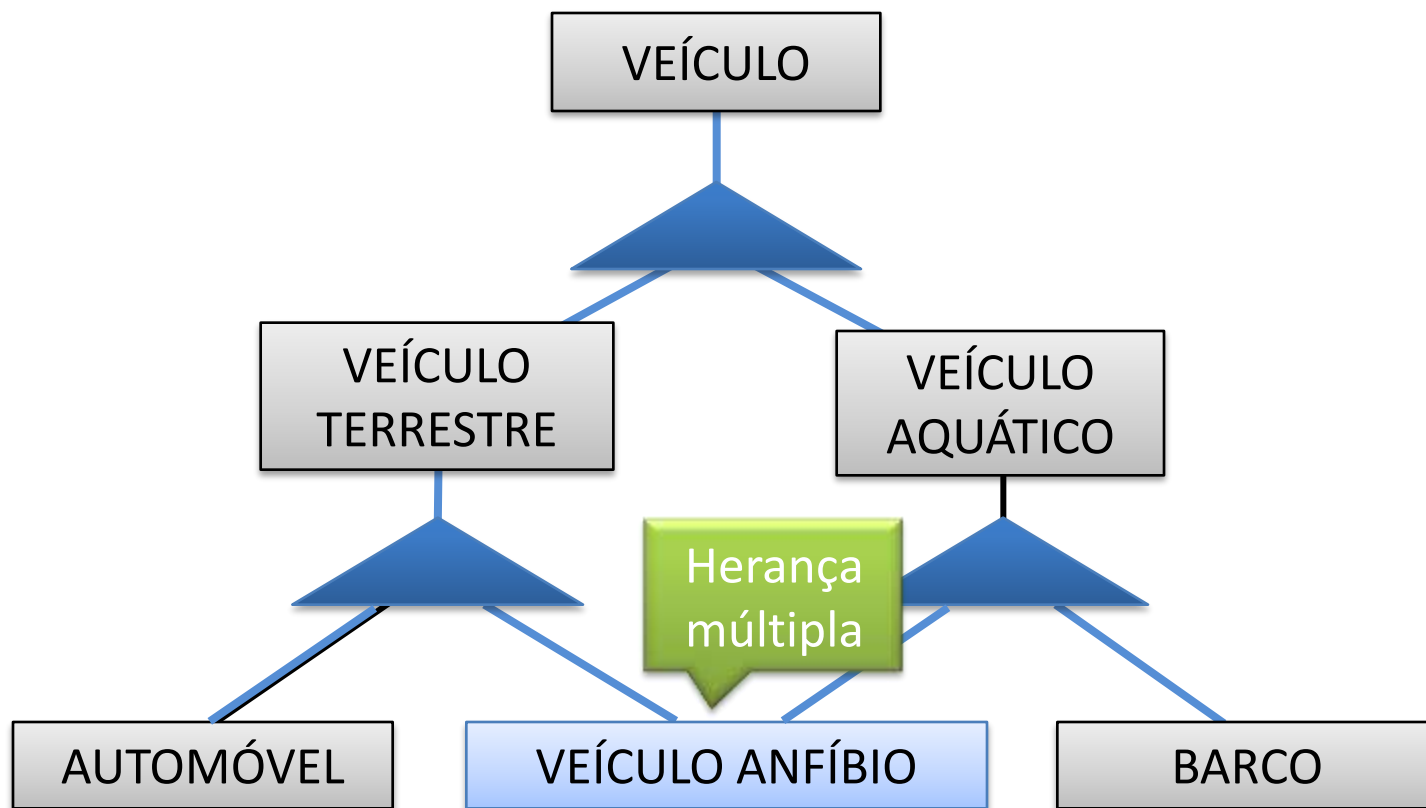 VEÍCULO
VEÍCULO
TERRESTRE
VEÍCULO
AQUÁTICO
Herança
múltipla
AUTOMÓVEL
VEÍCULO ANFÍBIO
BARCO